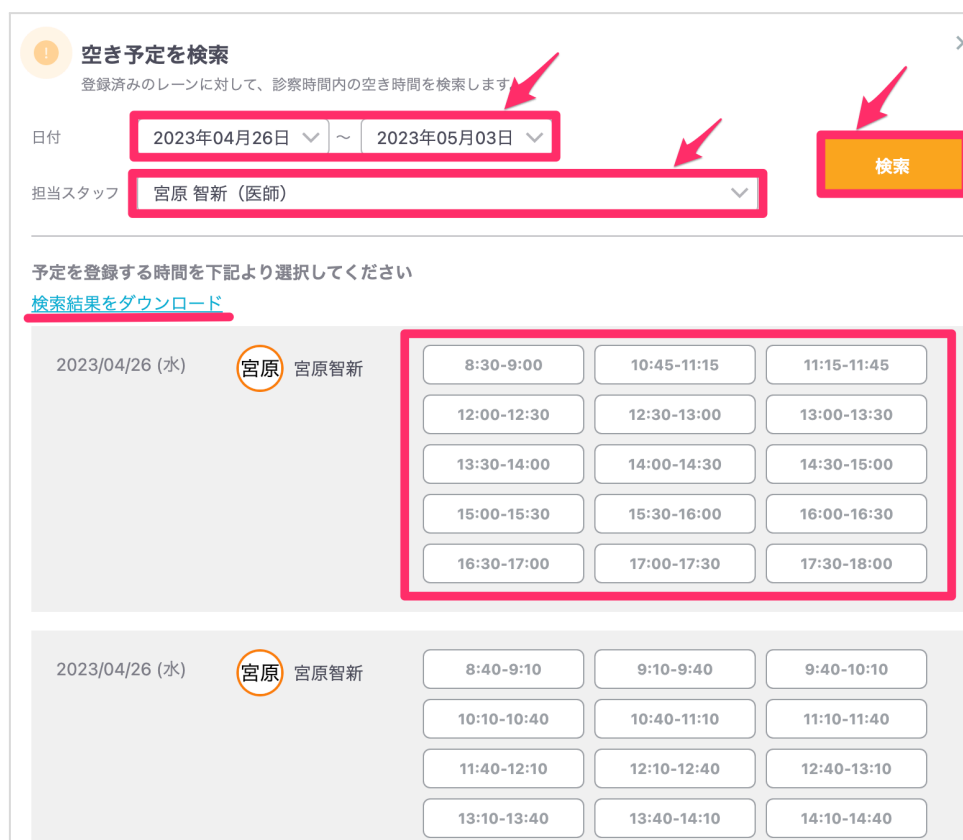 !
空き予定を検索
登録済みのレーンに対して、診察時間内の空き時間を検索します。
日付 2023年04月26日 ~ 2023年05月03日
検索
担当スタッフ 宮原 智新（医師）
予定を登録する時間を下記より選択してください
検索結果をダウンロード
2023/04/26 (水) 宮原 宮原智新 8:30-9:00 10:45-11:15 11:15-11:45
12:00-12:30 12:30-13:00 13:00-13:30
13:30-14:00 14:00-14:30 14:30-15:00
15:00-15:30 15:30-16:00 16:00-16:30
16:30-17:00 17:00-17:30 17:30-18:00
2023/04/26 (水) 宮原 宮原智新 8:40-9:10 9:10-9:40 9:40-10:10
10:10-10:40 10:40-11:10 11:10-11:40
11:40-12:10 12:10-12:40 12:40-13:10
13:10-13:40 13:40-14:10 14:10-14:40